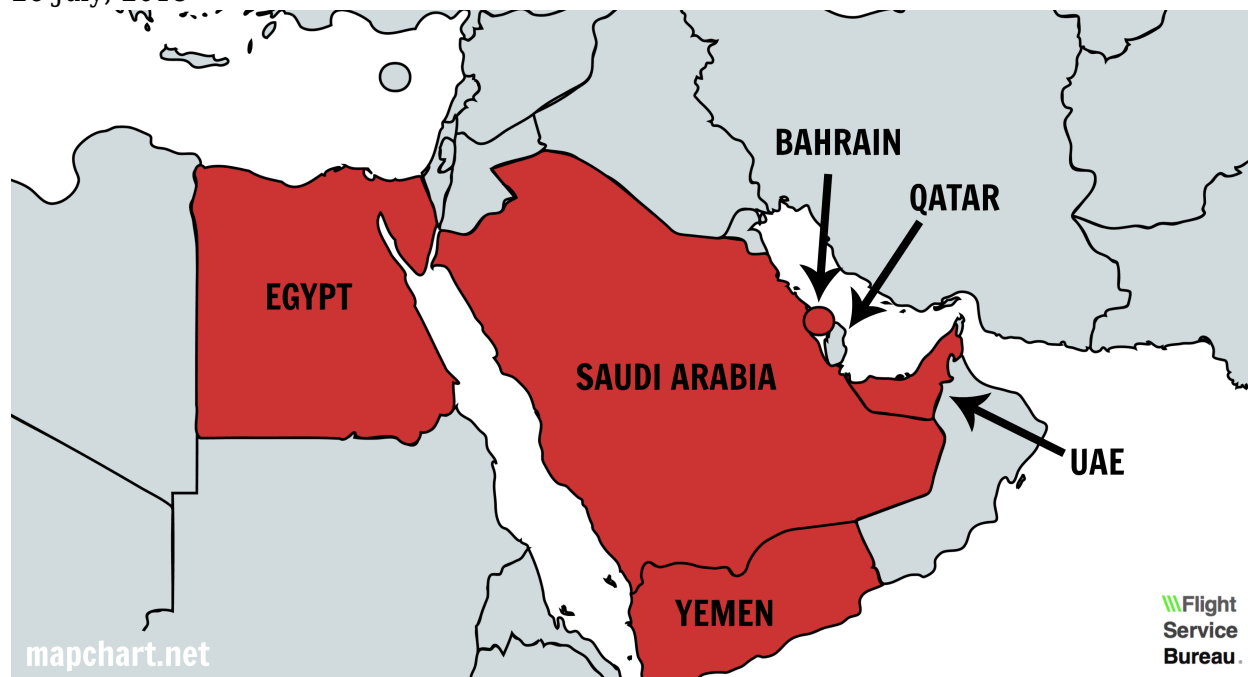 BAHRAIN
QATAR
EGYPT
SAUDI ARABIA
UAE
YEMEN
\\\Flight
Service
Bureau.
mapchart.net